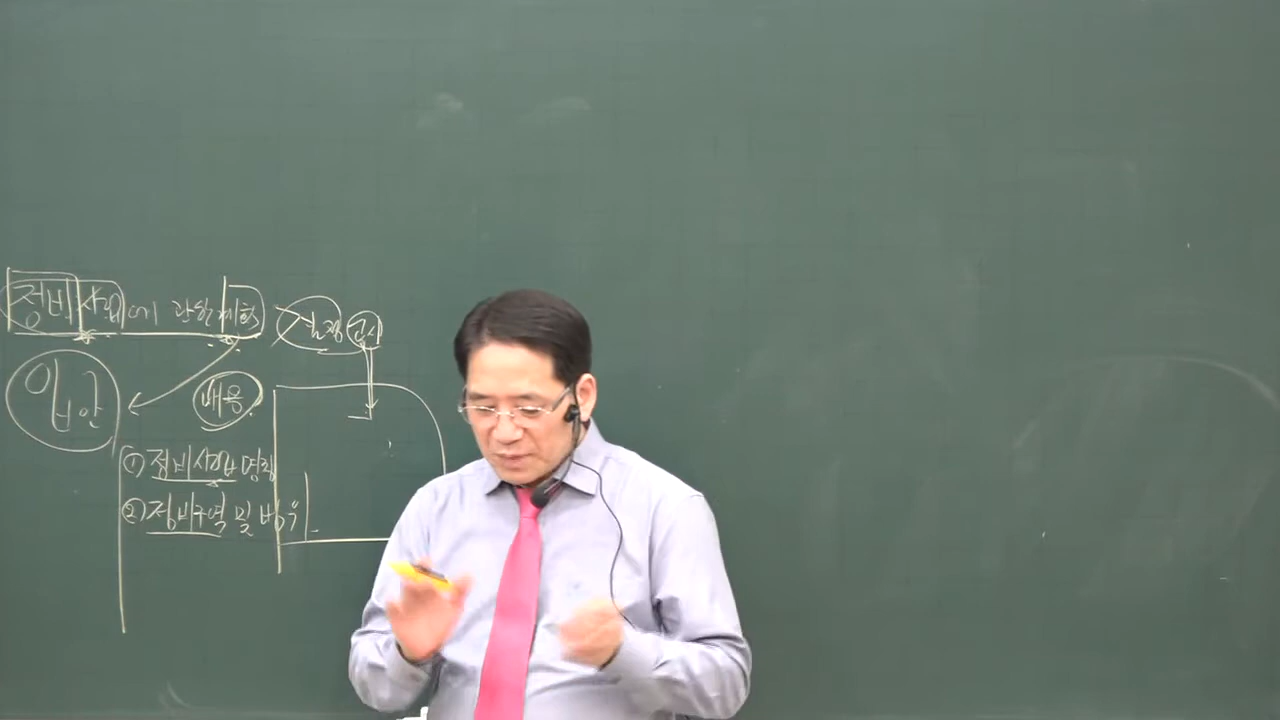 정비사업에 관한 계획 결정 고시
입안
내용
① 정비사업 명칭
② 정비구역 및 면적